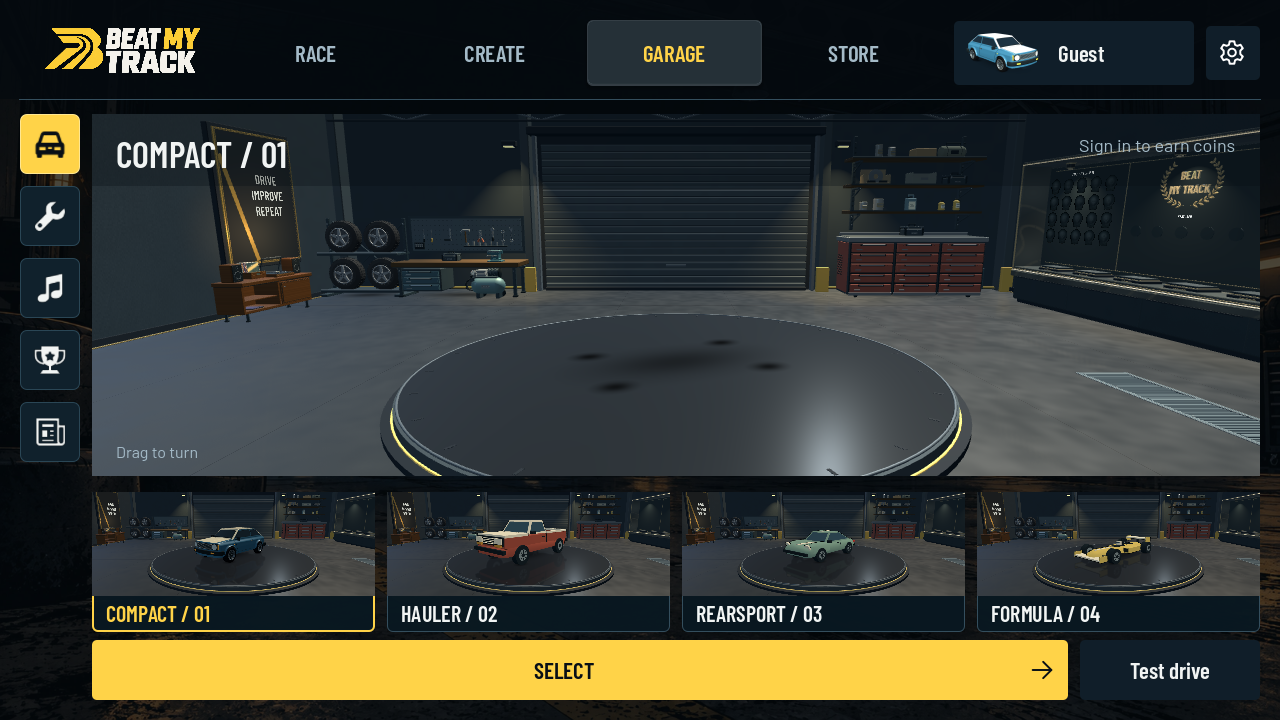 BEAT MY TRACK
RACE
CREATE
GARAGE
STORE
Guest
COMPACT / 01
Sign in to earn coins
DRIVE
IMPROVE
REPEAT
BEAT
MY TRACK
Drag to turn
COMPACT / 01
HAULER / 02
REARSPORT / 03
FORMULA / 04
SELECT
Test drive